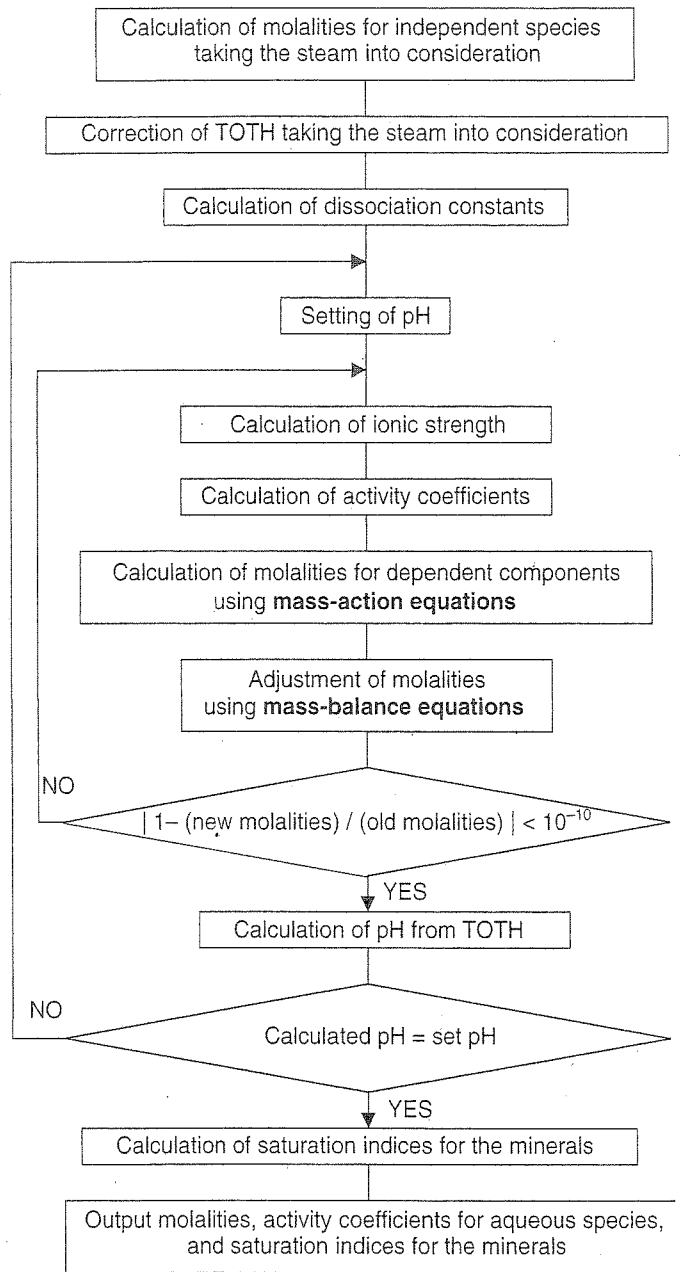 Calculation of molalities for independent species
taking the steam into consideration
Correction of TOTH taking the steam into consideration
Calculation of dissociation constants
Setting of pH
Calculation of ionic strength
Calculation of activity coefficients
Calculation of molalities for dependent components
using mass-action equations
Adjustment of molalities
using mass-balance equations
NO
| 1– (new molalities) / (old molalities) | < 10⁻¹⁰
YES
Calculation of pH from TOTH
NO
Calculated pH = set pH
YES
Calculation of saturation indices for the minerals
Output molalities, activity coefficients for aqueous species,
and saturation indices for the minerals